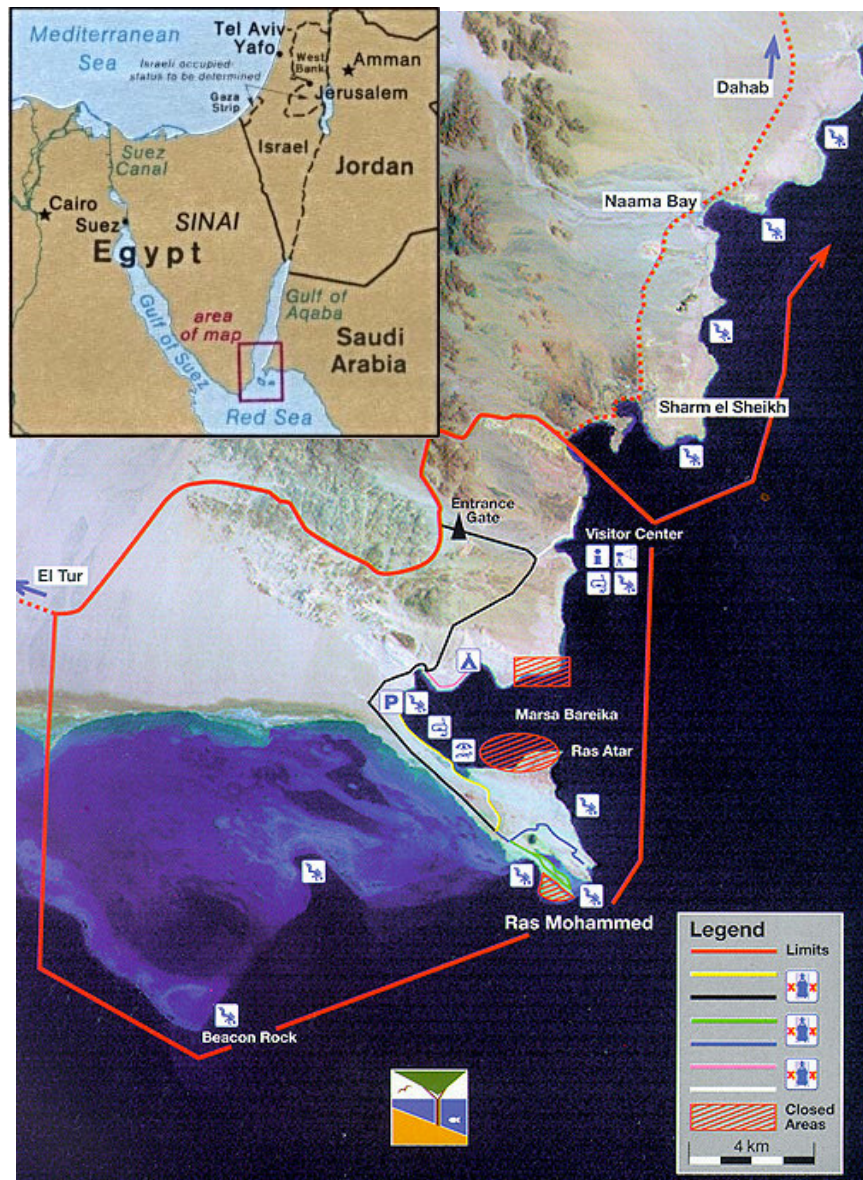 Mediterranean
Sea
Tel Aviv
Yafo
Israeli occupied-
status to be determined
West
Bank
Amman
Jerusalem
Gaza
Strip
Israel
Jordan
Suez
Canal
Cairo
Suez
SINAI
Egypt
Gulf of
Aqaba
Gulf of Suez
area
of map
Saudi
Arabia
Red Sea
Dahab
Naama Bay
Sharm el Sheikh
Entrance
Gate
Visitor Center
i
El Tur
P
Marsa Bareika
Ras Atar
Ras Mohammed
Beacon Rock
Legend
Limits
x x
x x
x x
Closed
Areas
4 km